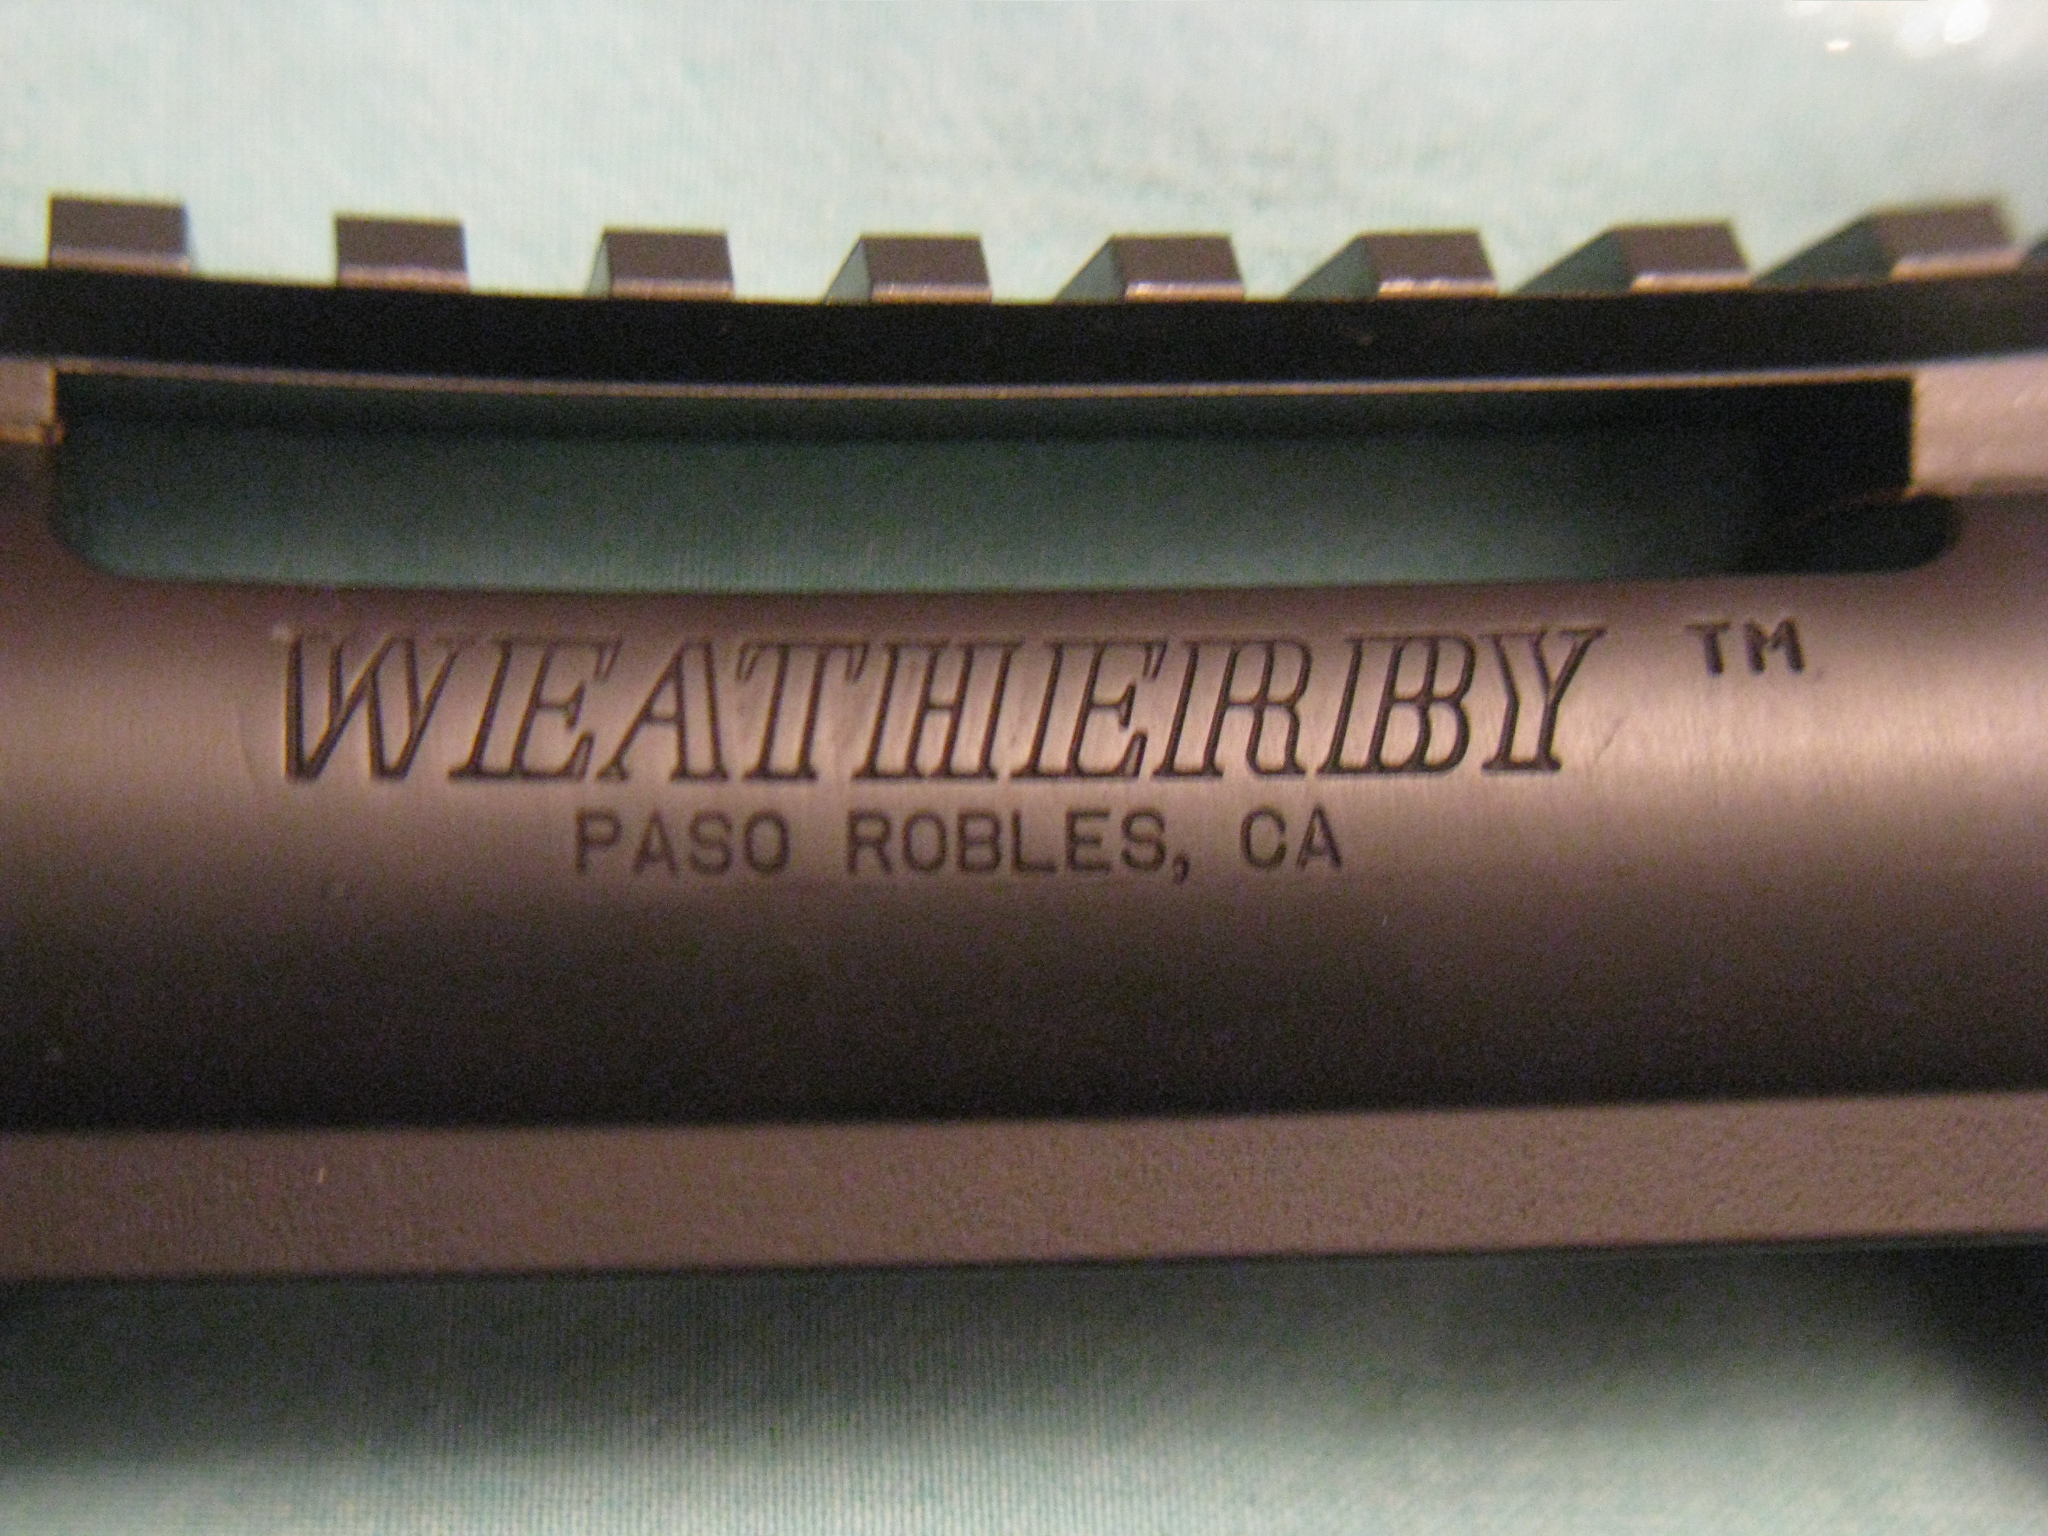 WEATHERBY ™
PASO ROBLES, CA